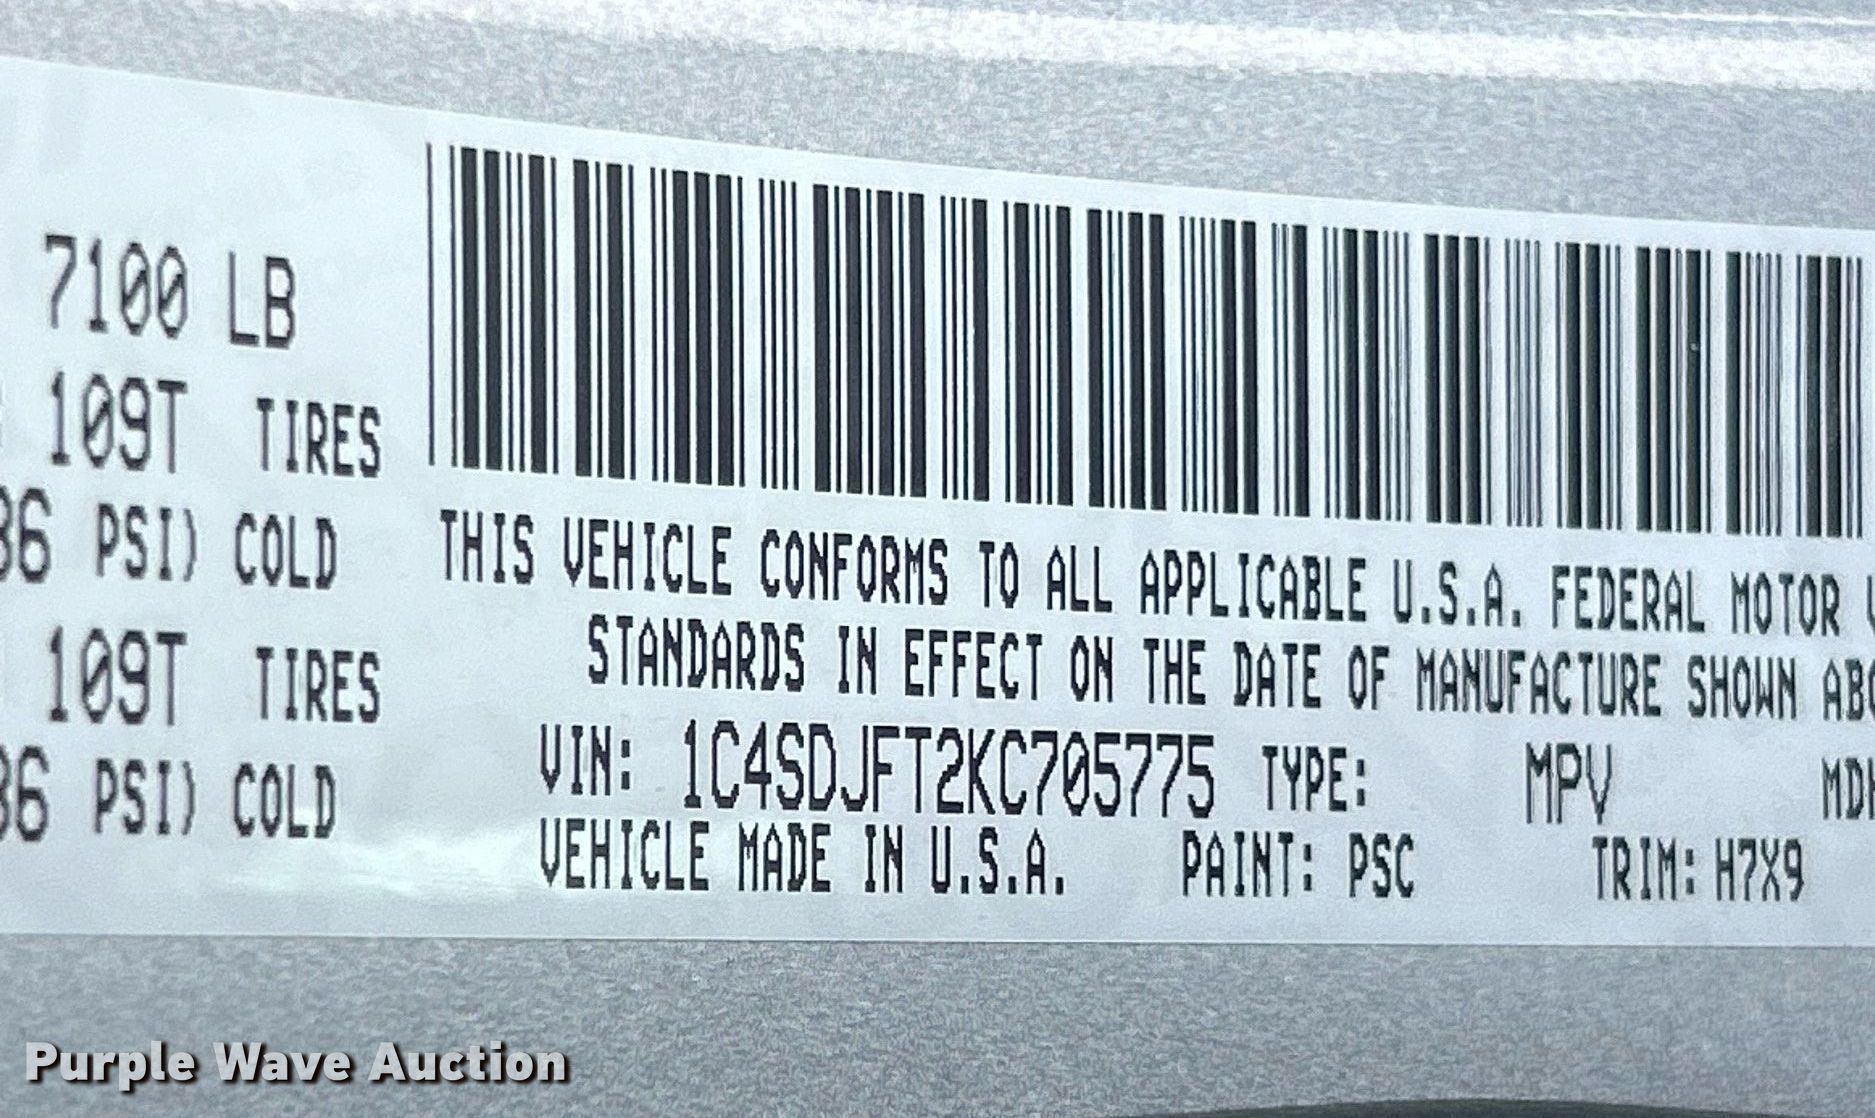 7100 LB
109T TIRES
36 PSI) COLD
109T TIRES
36 PSI) COLD
THIS VEHICLE CONFORMS TO ALL APPLICABLE U.S.A. FEDERAL MOTOR
STANDARDS IN EFFECT ON THE DATE OF MANUFACTURE SHOWN
VIN: 1C4SDJFT2KC705775 TYPE: MPV
VEHICLE MADE IN U.S.A. PAINT: PSC TRIM: H7X9
Purple Wave Auction